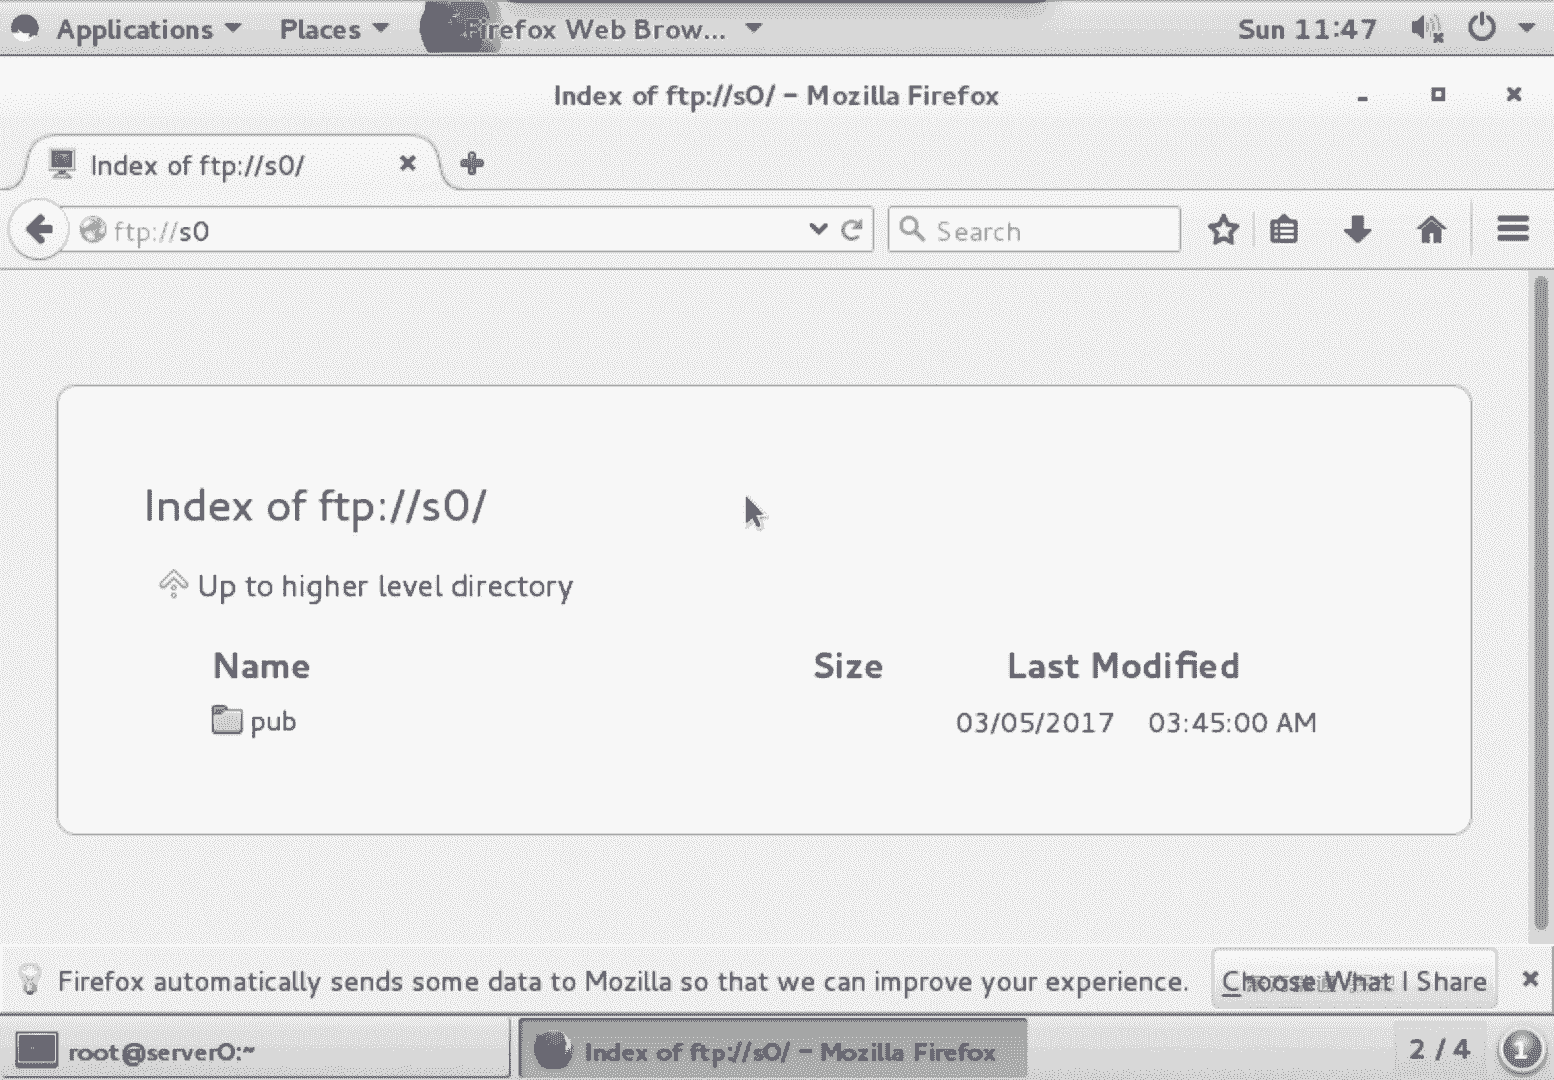 Applications Places Firefox Web Brow... Sun 11:47
Index of ftp://s0/ - Mozilla Firefox
Index of ftp://s0/
ftp://s0 Search
Index of ftp://s0/
Up to higher level directory
Name Size Last Modified
pub 03/05/2017 03:45:00 AM
Firefox automatically sends some data to Mozilla so that we can improve your experience. Choose What I Share
root@server0:~ Index of ftp://s0/ - Mozilla Firefox 2 / 4 1